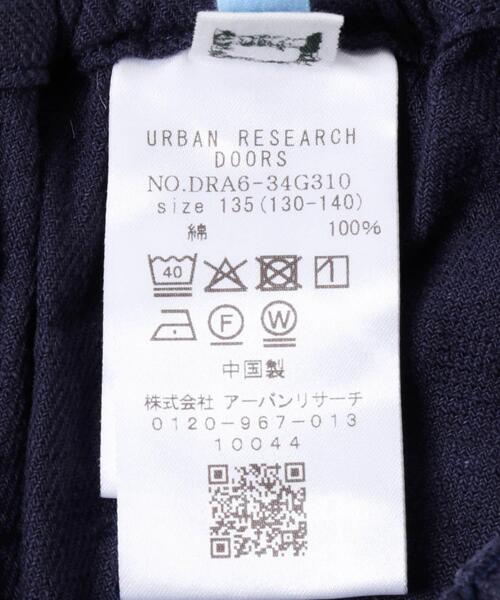 URBAN RESEARCH
DOORS
NO.DRA6-34G310
size 135(130-140)
綿 100%
40
F W
中国製
株式会社 アーバンリサーチ
0120-967-013
10044